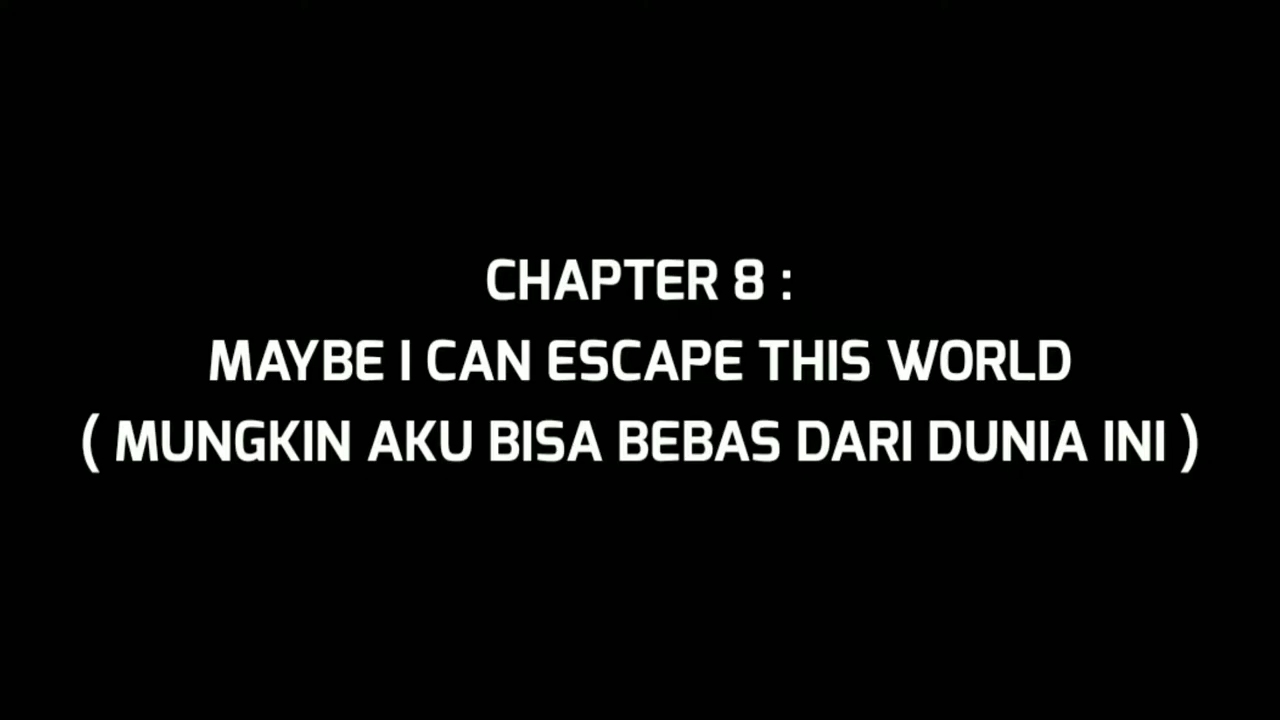 CHAPTER 8 :
MAYBE I CAN ESCAPE THIS WORLD
( MUNGKIN AKU BISA BEBAS DARI DUNIA INI )